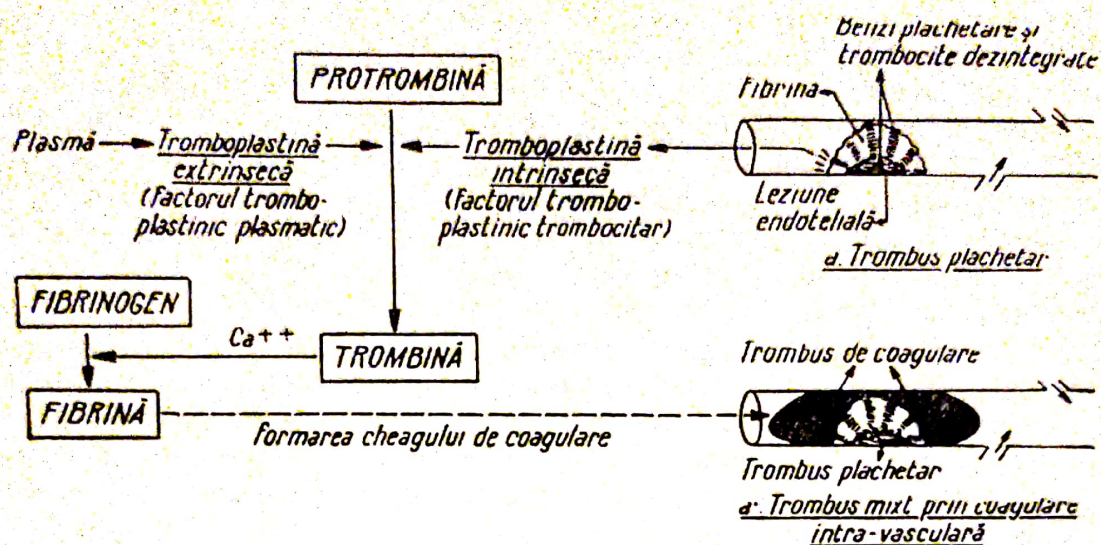 PROTROMBINĂ
Plasmă
Tromboplastină
extrinsecă
(factorul trombo-
plastinic plasmatic)
Tromboplastină
intrinsecă
(factorul trombo-
plastinic trombocitar)
Benzi plachetare și
trombocite dezintegrate
Fibrina
Leziune
endotelială
a. Trombus plachetar
FIBRINOGEN
Ca++
TROMBINĂ
FIBRINĂ
formarea cheagului de coagulare
Trombus de coagulare
Trombus plachetar
a'. Trombus mixt prin coagulare
intra-vasculară